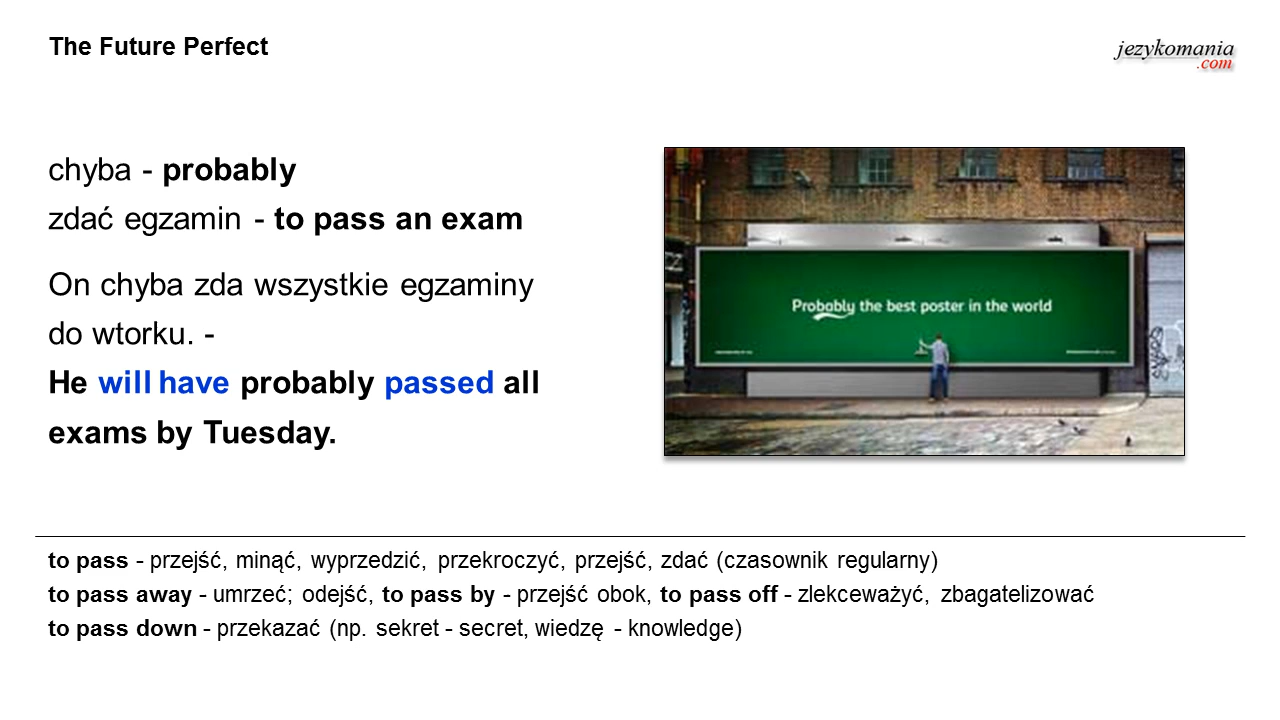 The Future Perfect
jezykomania
.com
chyba - probably
zdać egzamin - to pass an exam
On chyba zda wszystkie egzaminy
do wtorku. -
He will have probably passed all
exams by Tuesday.
Probably the best poster in the world
to pass - przejść, minąć, wyprzedzić, przekroczyć, przejść, zdać (czasownik regularny)
to pass away - umrzeć; odejść, to pass by - przejść obok, to pass off - zlekceważyć, zbagatelizować
to pass down - przekazać (np. sekret - secret, wiedzę - knowledge)